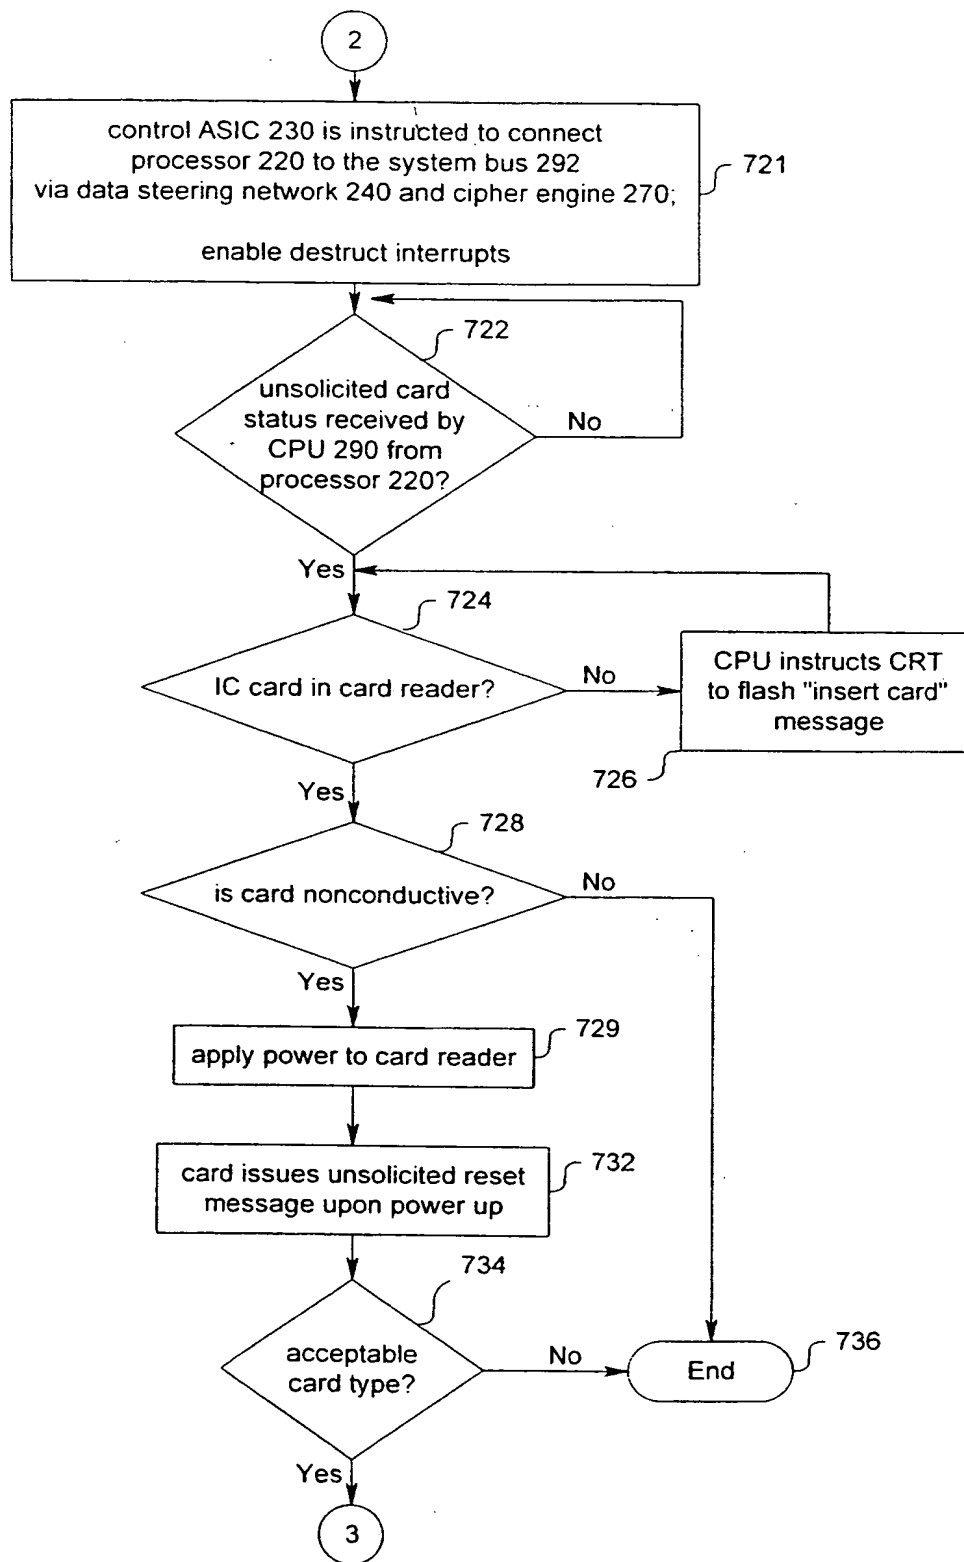 2
control ASIC 230 is instructed to connect
processor 220 to the system bus 292
via data steering network 240 and cipher engine 270;
enable destruct interrupts
721
722
unsolicited card
status received by
CPU 290 from
processor 220?
No
Yes
724
IC card in card reader?
No
CPU instructs CRT
to flash "insert card"
message
726
Yes
728
is card nonconductive?
No
Yes
729
apply power to card reader
card issues unsolicited reset
message upon power up
732
734
acceptable
card type?
No
End
736
Yes
3